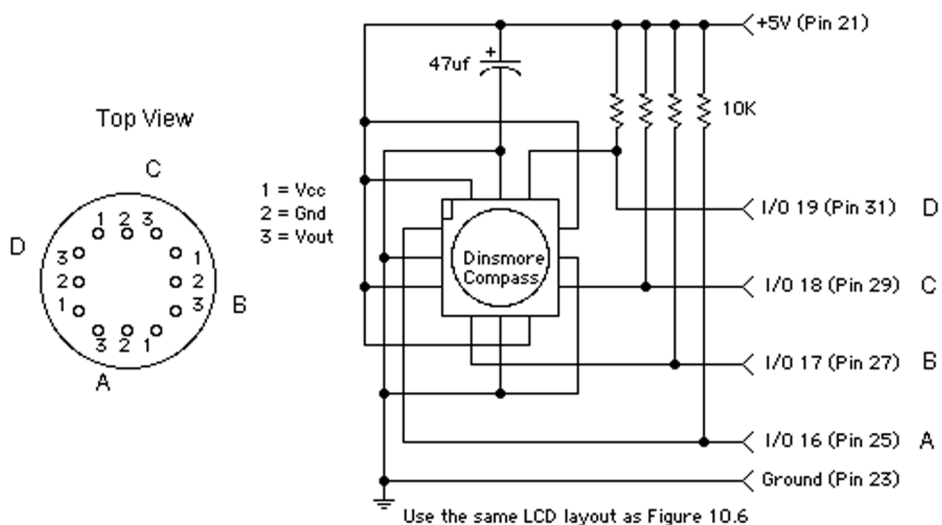 +5V (Pin 21)
47uf
+
10K
Top View
C
1 2 3
D
3
2
1
1
2
3
B
3 2 1
A
1 = Vcc
2 = Gnd
3 = Vout
Dinsmore
Compass
I/O 19 (Pin 31) D
I/O 18 (Pin 29) C
I/O 17 (Pin 27) B
I/O 16 (Pin 25) A
Ground (Pin 23)
Use the same LCD layout as Figure 10.6